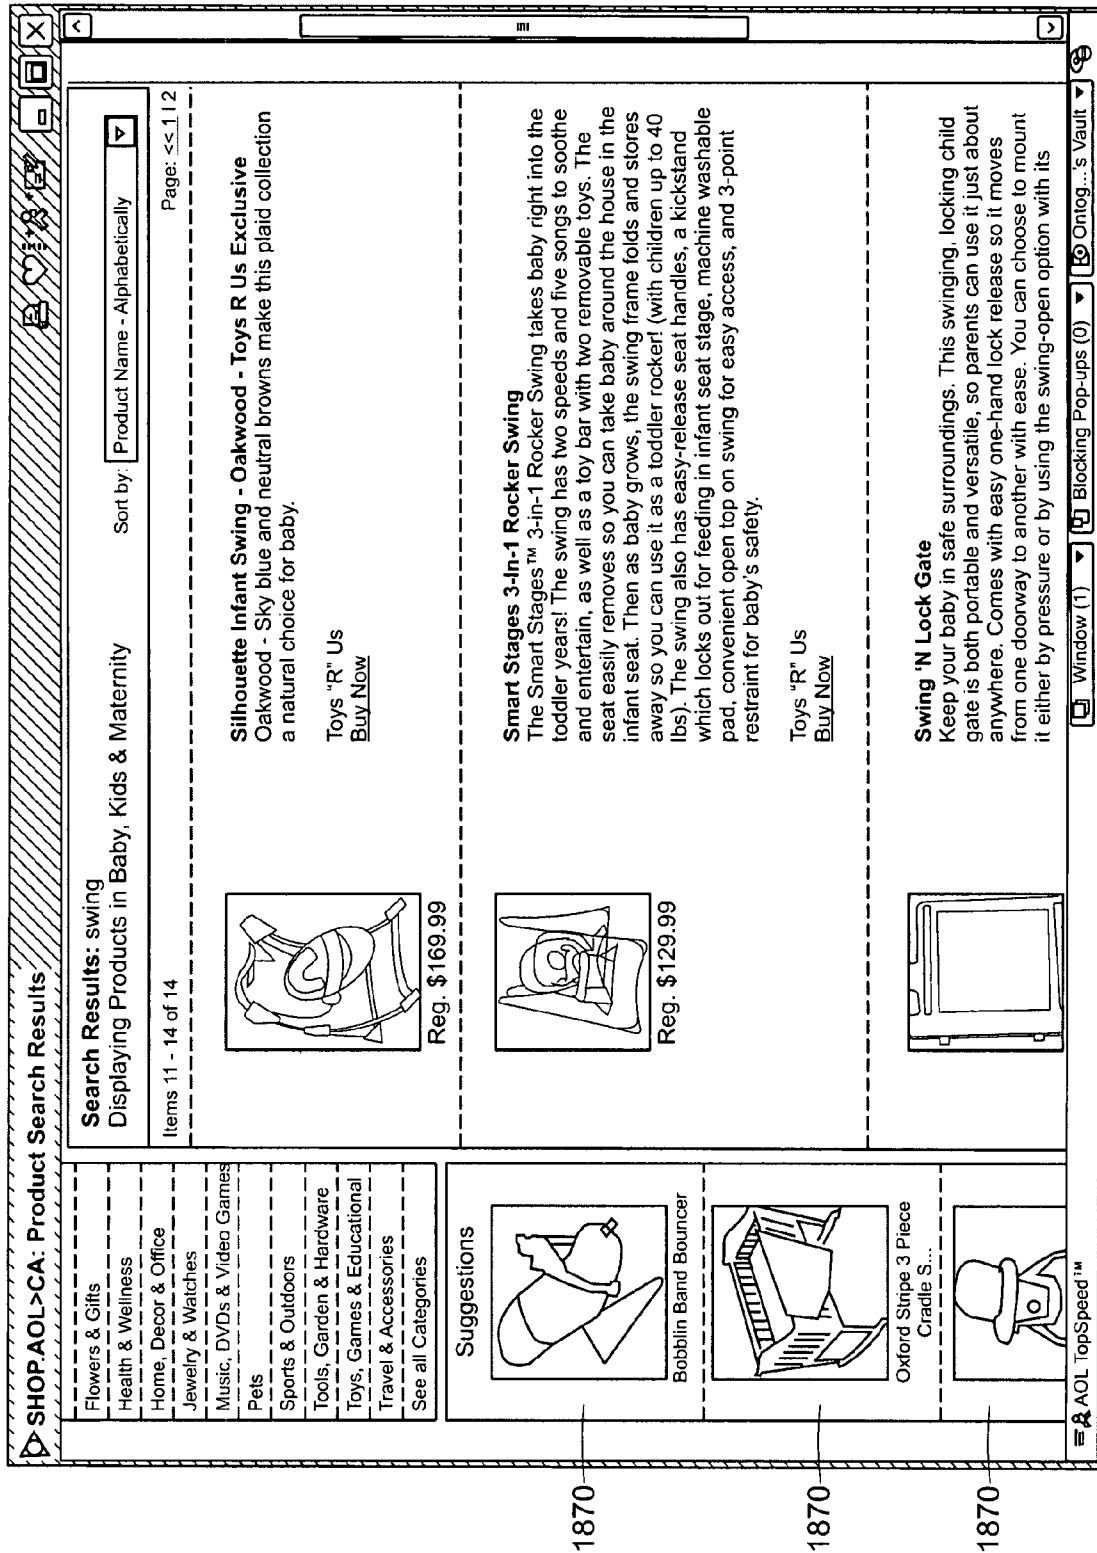 SHOP.AOL>CA: Product Search Results
Flowers & Gifts
Health & Wellness
Home, Decor & Office
Jewelry & Watches
Music, DVDs & Video Games
Pets
Sports & Outdoors
Tools, Garden & Hardware
Toys, Games & Educational
Travel & Accessories
See all Categories
Suggestions
Bobblin Band Bouncer
Oxford Stripe 3 Piece
Cradle S...
1870
1870
1870
Search Results: swing
Displaying Products in Baby, Kids & Maternity
Sort by: Product Name - Alphabetically
Items 11 - 14 of 14
Page: << 1 | 2
Reg. $169.99
Silhouette Infant Swing - Oakwood - Toys R Us Exclusive
Oakwood - Sky blue and neutral browns make this plaid collection
a natural choice for baby.
Toys "R" Us
Buy Now
Reg. $129.99
Smart Stages 3-In-1 Rocker Swing
The Smart Stages™ 3-in-1 Rocker Swing takes baby right into the
toddler years! The swing has two speeds and five songs to soothe
and entertain, as well as a toy bar with two removable toys. The
seat easily removes so you can take baby around the house in the
infant seat. Then as baby grows, the swing frame folds and stores
away so you can use it as a toddler rocker! (with children up to 40
lbs). The swing also has easy-release seat handles, a kickstand
which locks out for feeding in infant seat stage, machine washable
pad, convenient open top on swing for easy access, and 3-point
restraint for baby's safety.
Toys "R" Us
Buy Now
Swing 'N Lock Gate
Keep your baby in safe surroundings. This swinging, locking child
gate is both portable and versatile, so parents can use it just about
anywhere. Comes with easy one-hand lock release so it moves
from one doorway to another with ease. You can choose to mount
it either by pressure or by using the swing-open option with its
AOL TopSpeed™
Window (1)
Blocking Pop-ups (0)
Ontog...'s Vault